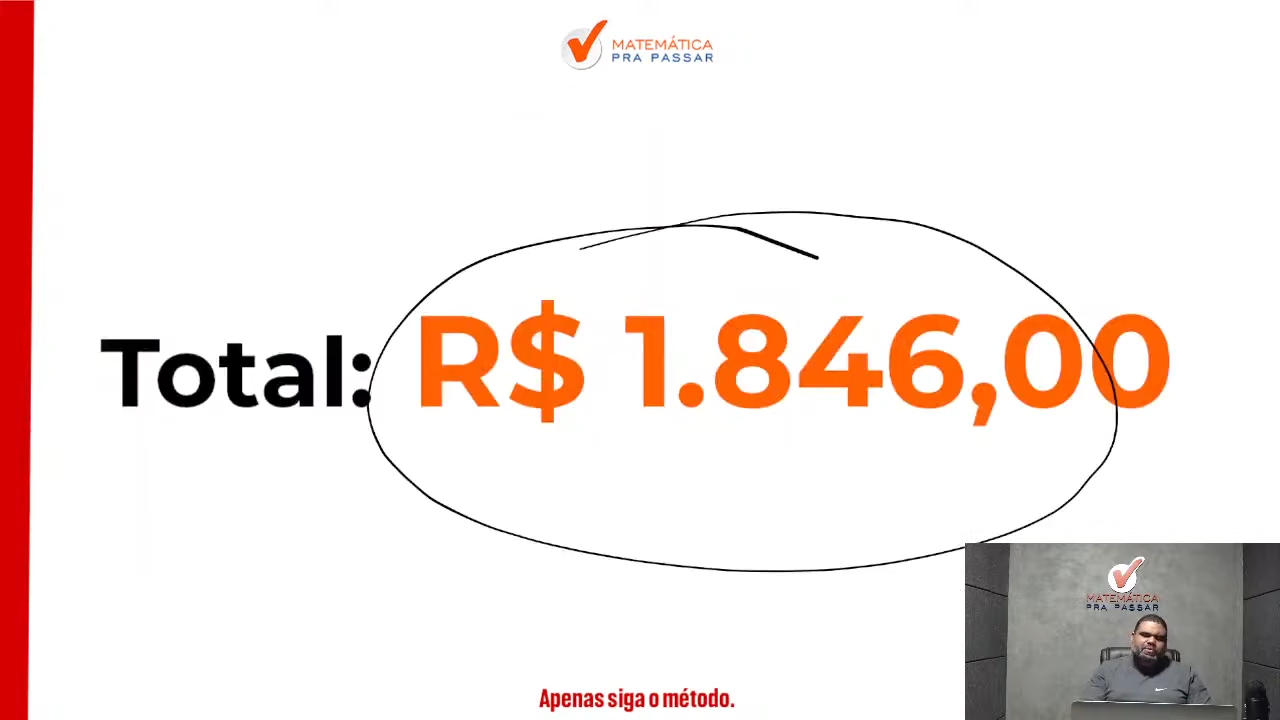 MATEMÁTICA
PRA PASSAR
Total: R$ 1.846,00
MATEMÁTICA
PRA PASSAR
Apenas siga o método.